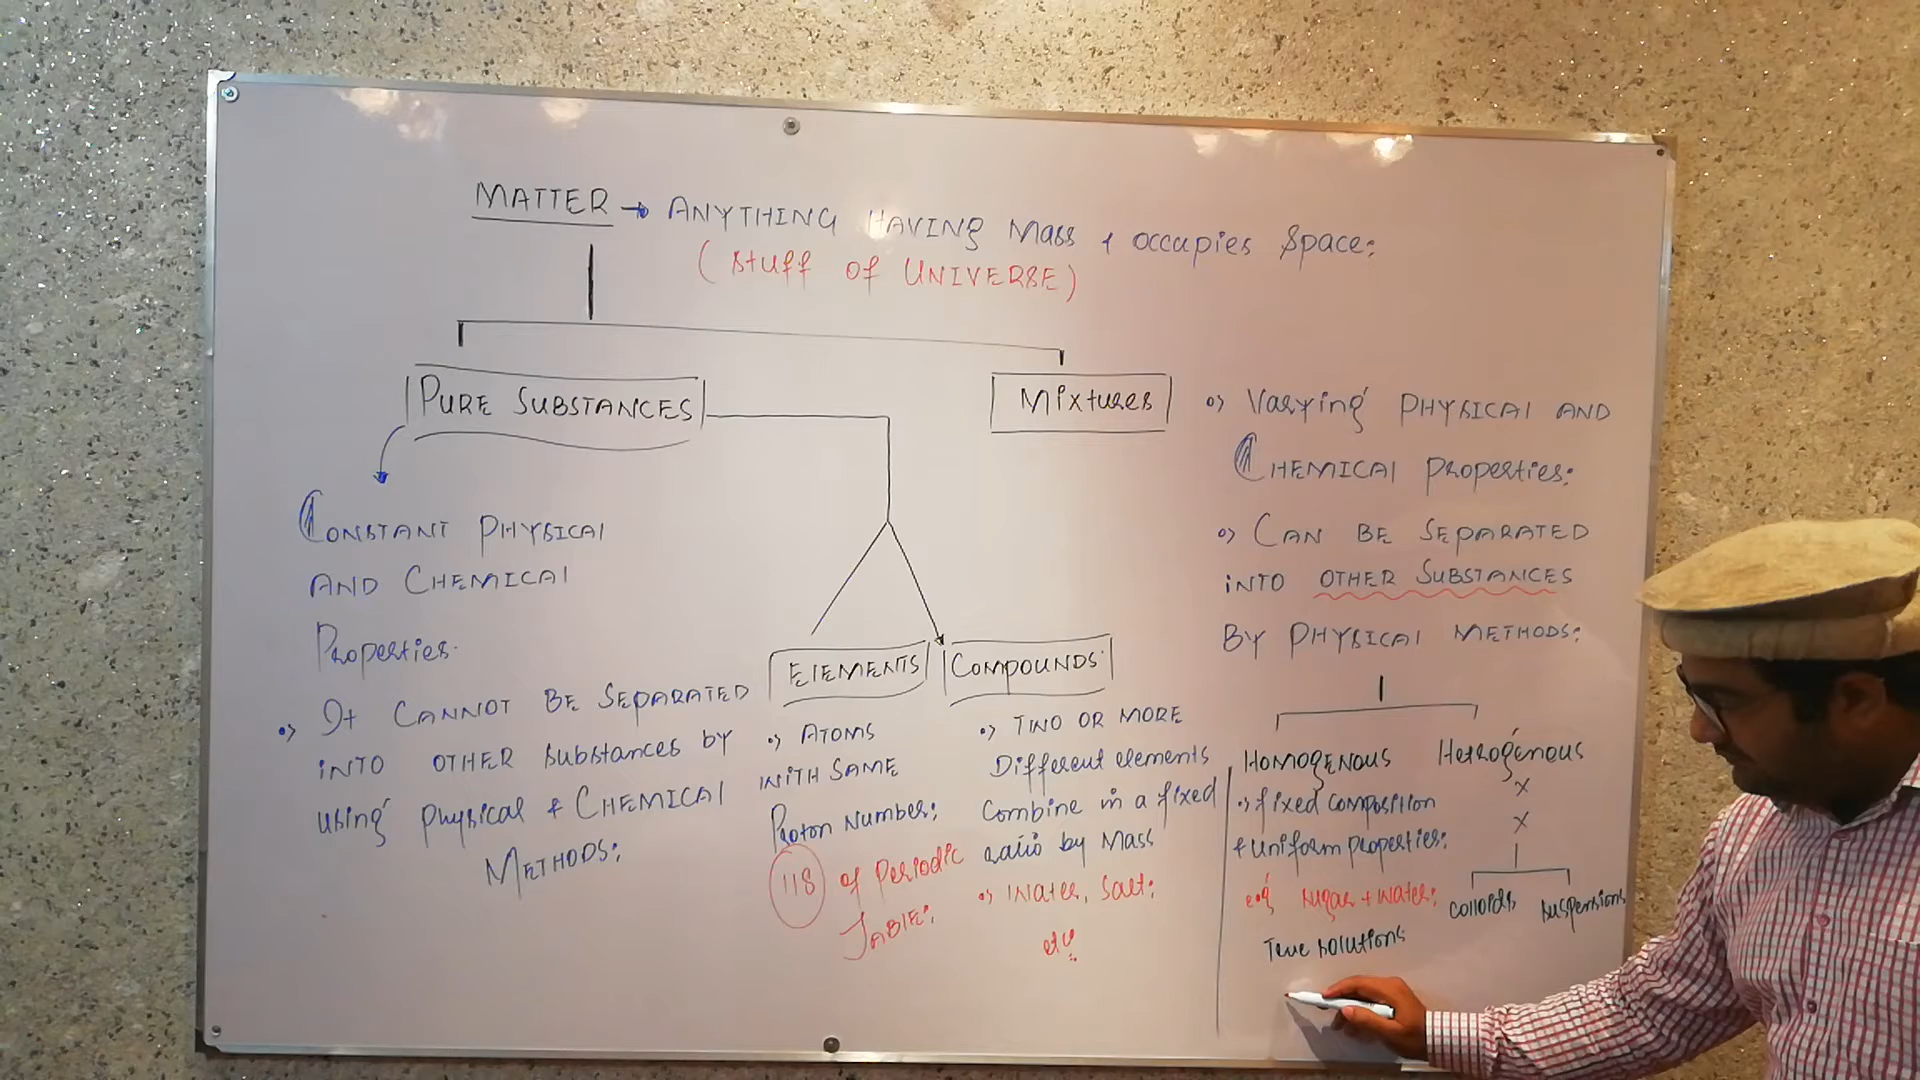 MATTER → ANYTHING HAVING Mass + occupies Space:
(Stuff of UNIVERSE)
PURE SUBSTANCES
Mixtures
CONSTANT PHYSICAL
AND CHEMICAL
Properties.
•) It CANNOT BE SEPARATED
iNTO OTHER Substances by
using Physical + CHEMICAL
METHODS:
ELEMENTS
•) ATOMS
WITH SAME
Proton Number:
118 of Periodic
TABLE:
COMPOUNDS:
•) TWO OR MORE
Different elements
Combine in a fixed
ratio by Mass
•) Water, Salt:
etc
•) Varying PHYSICAL AND
CHEMICAL Properties:
•) CAN BE SEPARATED
iNTO OTHER SUBSTANCES
BY PHYSICAL METHODS:
HOMOGENOUS
•) fixed composition
+ uniform properties:
e.g Sugar + Water:
True Solutions
Hetrogenous
x
x
Colloids
Suspensions